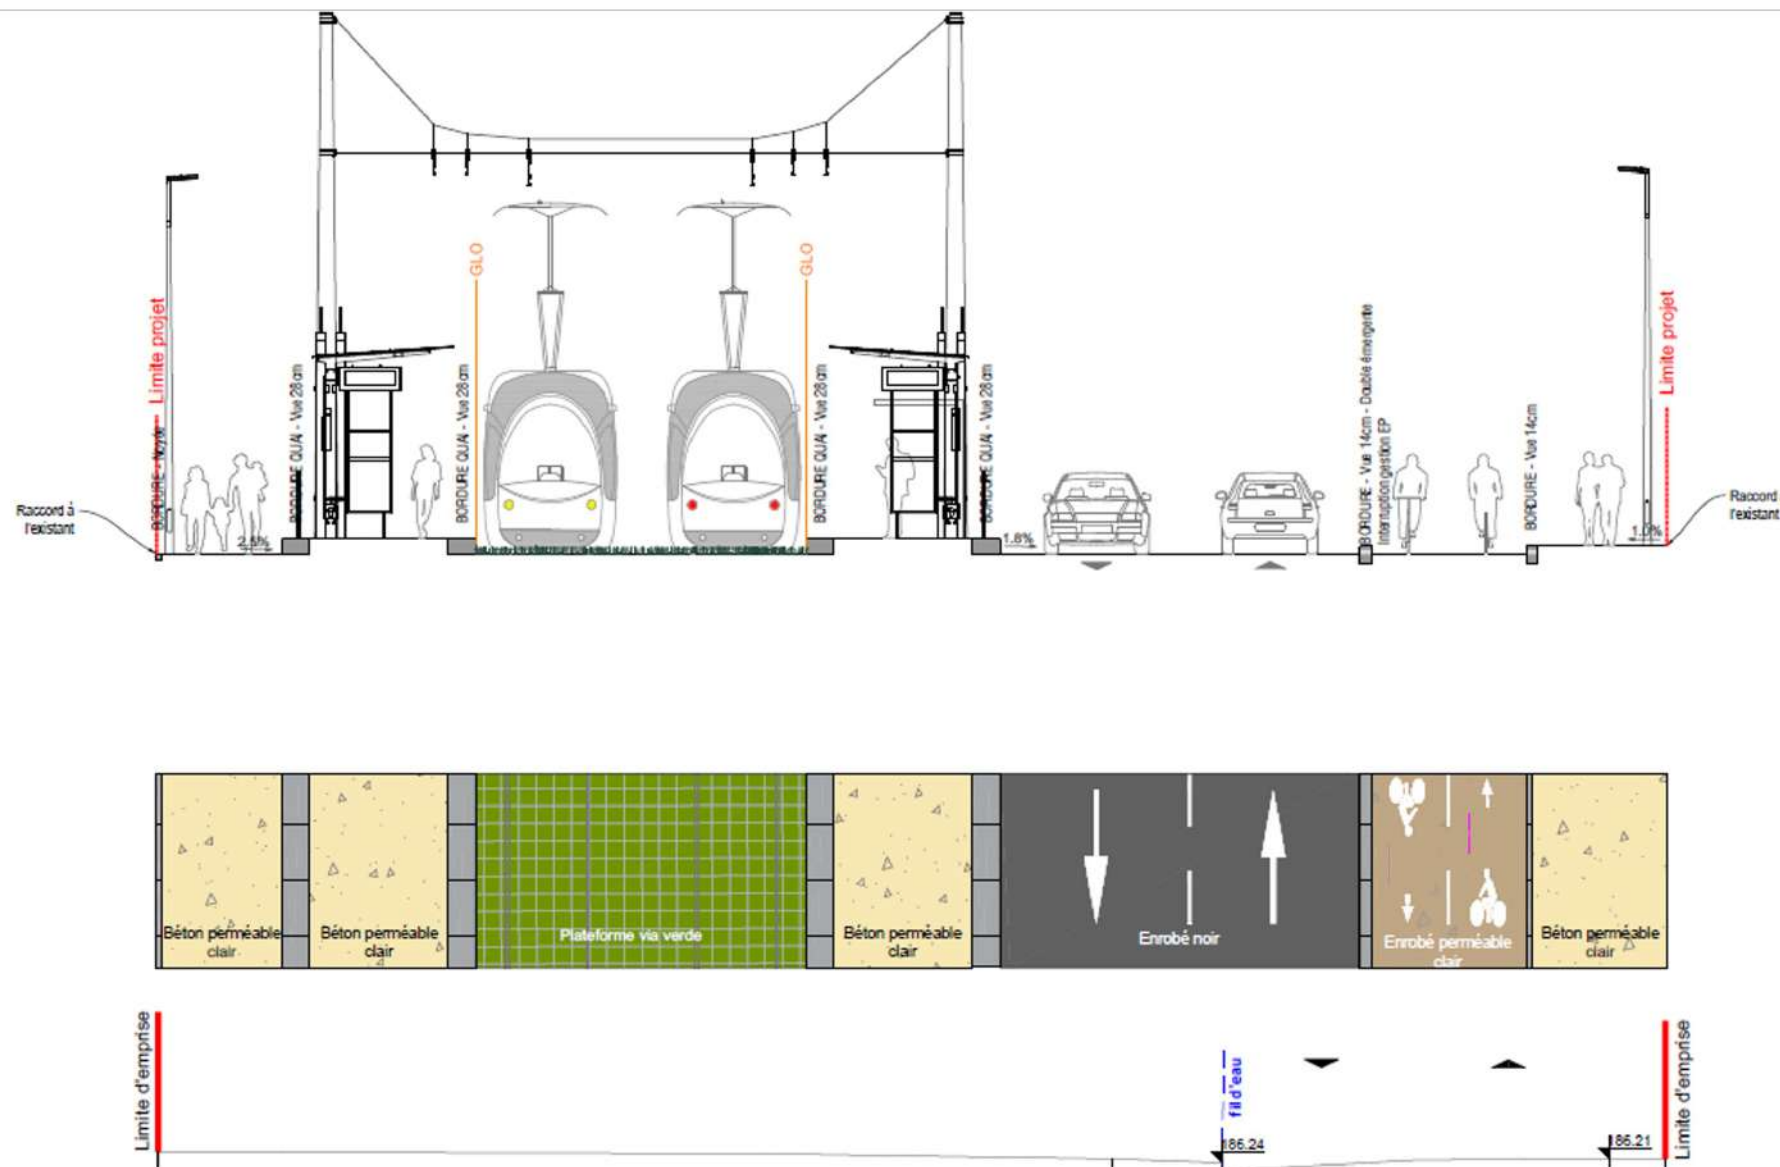 GLO
GLO
Limite projet
Limite projet
BORDURE - Noyée
BORDURE QUAI - Vue 28cm
BORDURE QUAI - Vue 28cm
BORDURE QUAI - Vue 28cm
BORDURE QUAI - Vue 28cm
BORDURE - Vue 14cm - Double émergente
Interruption/gestion EP
BORDURE - Vue 14cm
Raccord à
l'existant
Raccord
l'existant
2.5%
1.8%
1.0%
Béton perméable
clair
Béton perméable
clair
Plateforme via verde
Béton perméable
clair
Enrobé noir
Enrobé perméable
clair
Béton perméable
clair
Limite d'emprise
fil d'eau
Limite d'emprise
186.24
186.21